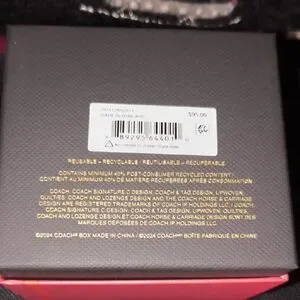 $95.00
REUSABLE – RECYCLABLE / RÉUTILISABLE – RÉCUPÉRABLE
CONTAINS MINIMUM 40% POST-CONSUMER RECYCLED CONTENT/
CONTIENT AU MINIMUM 40% DE MATIÈRE RÉCUPÉRÉES APRÈS CONSOMMATION
COACH, COACH SIGNATURE C DESIGN, COACH & TAG DESIGN, UPWOVEN,
QUILTIES, COACH AND LOZENGE DESIGN AND THE COACH HORSE & CARRIAGE
DESIGN ARE REGISTERED TRADEMARKS OF COACH IP HOLDINGS LLC. / COACH,
COACH SIGNATURE C DESIGN, COACH & TAG DESIGN, UPWOVEN, QUILTIES,
COACH AND LOZENGE DESIGN ET COACH HORSE & CARRIAGE DESIGN SONT DES
MARQUES DE COMMERCE DE COACH IP HOLDINGS LLC.
©2024 COACH® BOX MADE IN CHINA / ©2024 COACH® BOÎTE FABRIQUÉ EN CHINE